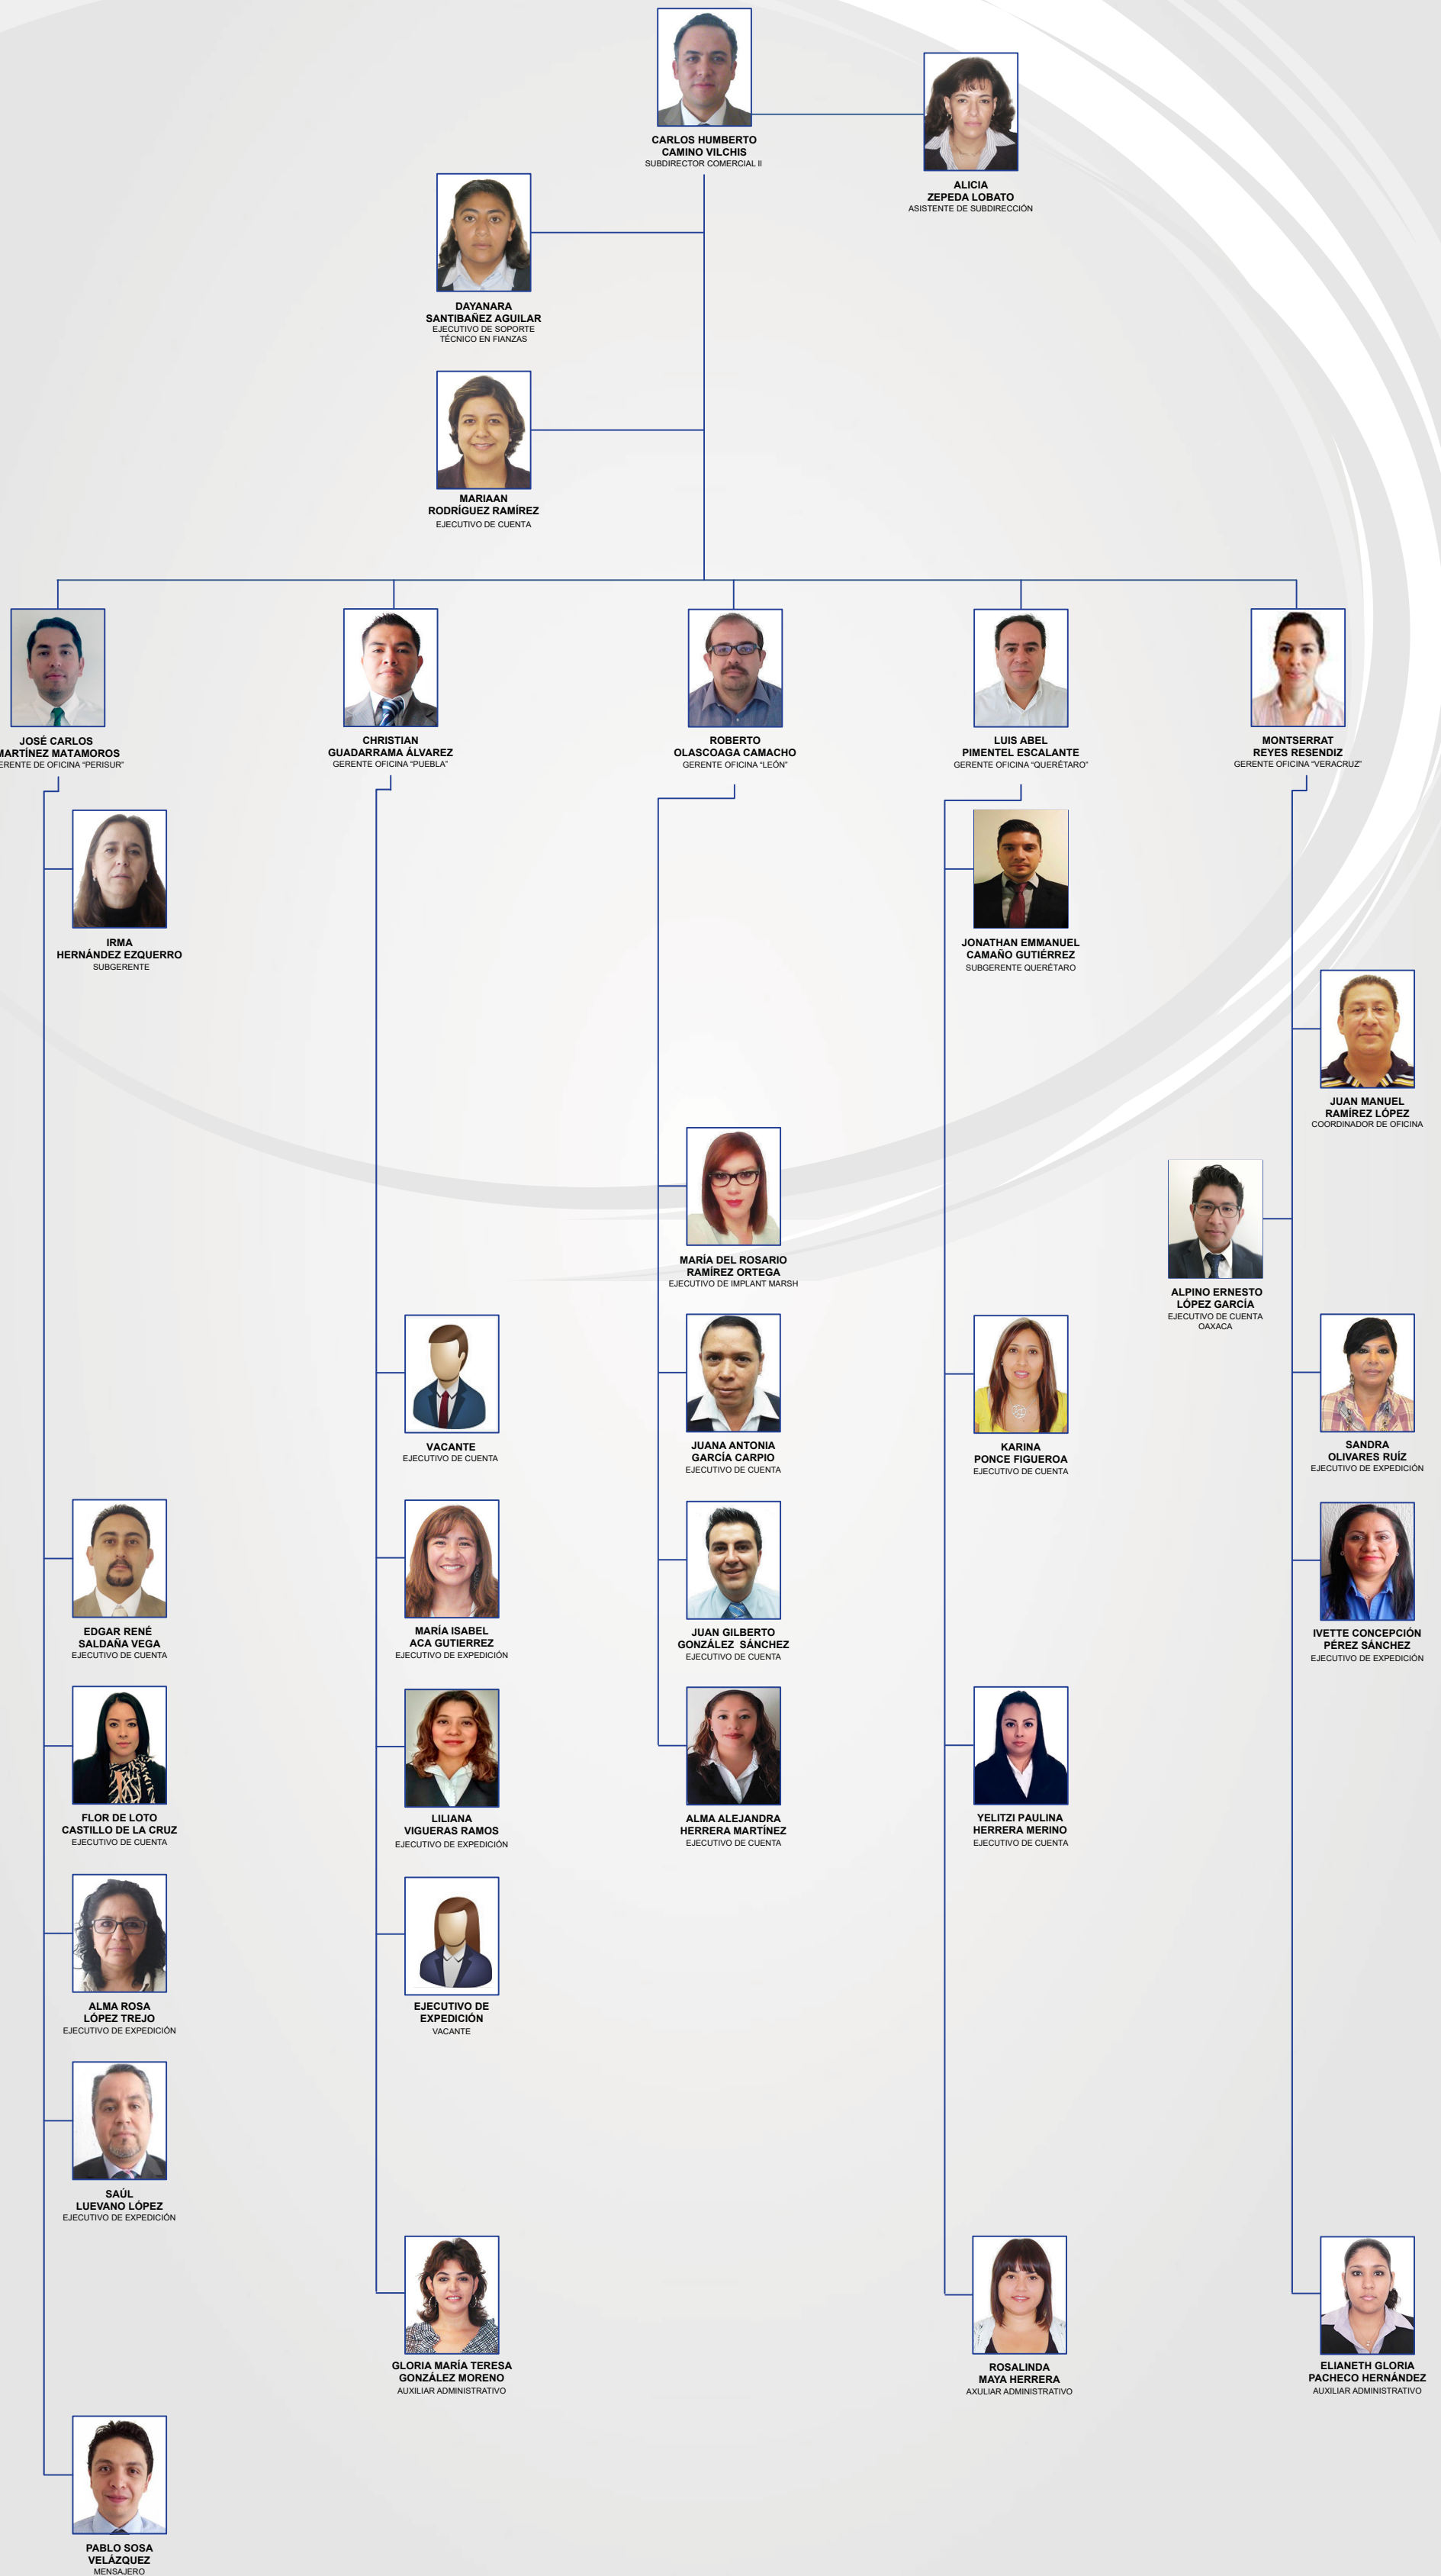 CARLOS HUMBERTO
CAMINO VILCHIS
SUBDIRECTOR COMERCIAL II
ALICIA
ZEPEDA LOBATO
ASISTENTE DE SUBDIRECCIÓN
DAYANARA
SANTIBAÑEZ AGUILAR
EJECUTIVO DE SOPORTE
TÉCNICO EN FIANZAS
MARIAAN
RODRÍGUEZ RAMÍREZ
EJECUTIVO DE CUENTA
JOSÉ CARLOS
MARTÍNEZ MATAMOROS
ERENTE DE OFICINA “PERISUR”
CHRISTIAN
GUADARRAMA ÁLVAREZ
GERENTE OFICINA “PUEBLA”
ROBERTO
OLASCOAGA CAMACHO
GERENTE OFICINA “LEÓN”
LUIS ABEL
PIMENTEL ESCALANTE
GERENTE OFICINA “QUERÉTARO”
MONTSERRAT
REYES RESENDIZ
GERENTE OFICINA “VERACRUZ”
IRMA
HERNÁNDEZ EZQUERRO
SUBGERENTE
JONATHAN EMMANUEL
CAMAÑO GUTIÉRREZ
SUBGERENTE QUERÉTARO
JUAN MANUEL
RAMÍREZ LÓPEZ
COORDINADOR DE OFICINA
MARÍA DEL ROSARIO
RAMÍREZ ORTEGA
EJECUTIVO DE IMPLANT MARSH
ALPINO ERNESTO
LÓPEZ GARCÍA
EJECUTIVO DE CUENTA
OAXACA
VACANTE
EJECUTIVO DE CUENTA
JUANA ANTONIA
GARCÍA CARPIO
EJECUTIVO DE CUENTA
KARINA
PONCE FIGUEROA
EJECUTIVO DE CUENTA
SANDRA
OLIVARES RUÍZ
EJECUTIVO DE EXPEDICIÓN
EDGAR RENÉ
SALDAÑA VEGA
EJECUTIVO DE CUENTA
MARÍA ISABEL
ACA GUTIERREZ
EJECUTIVO DE EXPEDICIÓN
JUAN GILBERTO
GONZÁLEZ SÁNCHEZ
EJECUTIVO DE CUENTA
IVETTE CONCEPCIÓN
PÉREZ SÁNCHEZ
EJECUTIVO DE EXPEDICIÓN
FLOR DE LOTO
CASTILLO DE LA CRUZ
EJECUTIVO DE CUENTA
LILIANA
VIGUERAS RAMOS
EJECUTIVO DE EXPEDICIÓN
ALMA ALEJANDRA
HERRERA MARTÍNEZ
EJECUTIVO DE CUENTA
YELITZI PAULINA
HERRERA MERINO
EJECUTIVO DE CUENTA
ALMA ROSA
LÓPEZ TREJO
EJECUTIVO DE EXPEDICIÓN
EJECUTIVO DE
EXPEDICIÓN
VACANTE
SAÚL
LUEVANO LÓPEZ
EJECUTIVO DE EXPEDICIÓN
GLORIA MARÍA TERESA
GONZÁLEZ MORENO
AUXILIAR ADMINISTRATIVO
ROSALINDA
MAYA HERRERA
AXULIAR ADMINISTRATIVO
ELIANETH GLORIA
PACHECO HERNÁNDEZ
AUXILIAR ADMINISTRATIVO
PABLO SOSA
VELÁZQUEZ
MENSAJERO